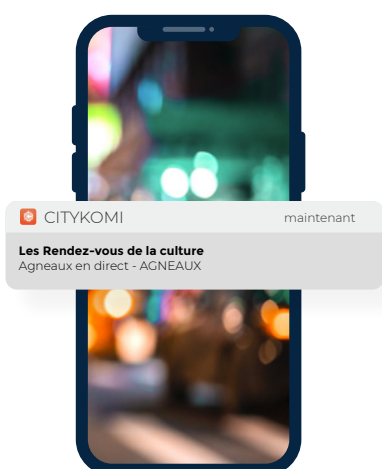 CITYKOMI maintenant
Les Rendez-vous de la culture
Agneaux en direct - AGNEAUX